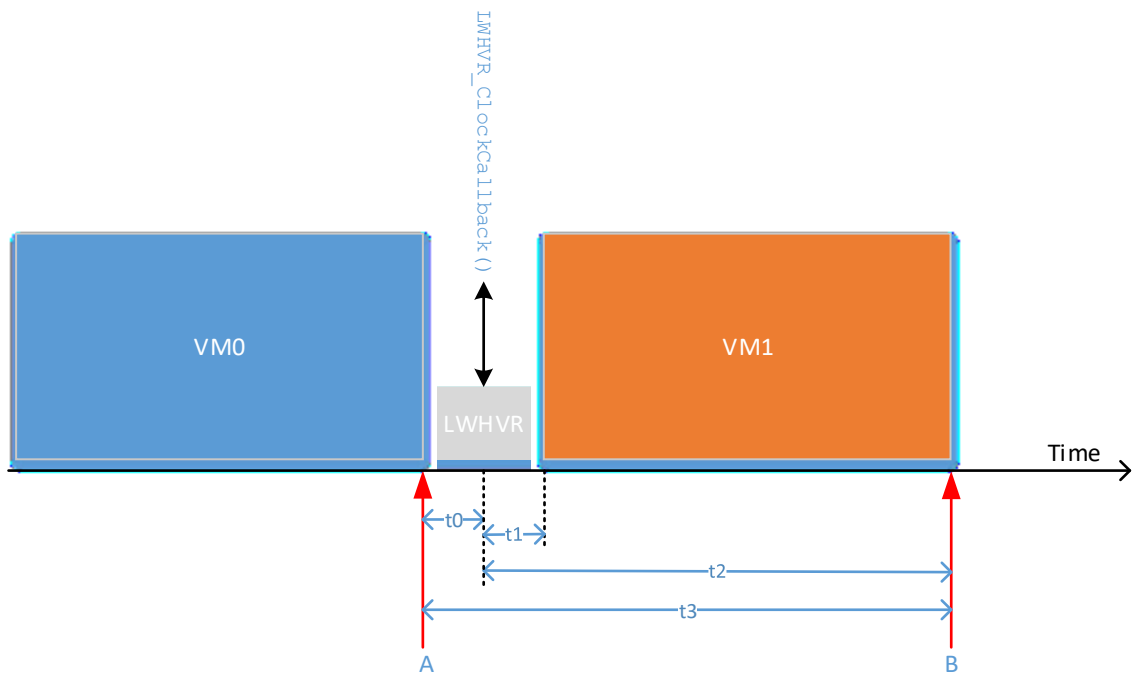 LWHVR_ClockCallback()
VM0
VM1
LWHVR
Time
t0
t1
t2
t3
A
B